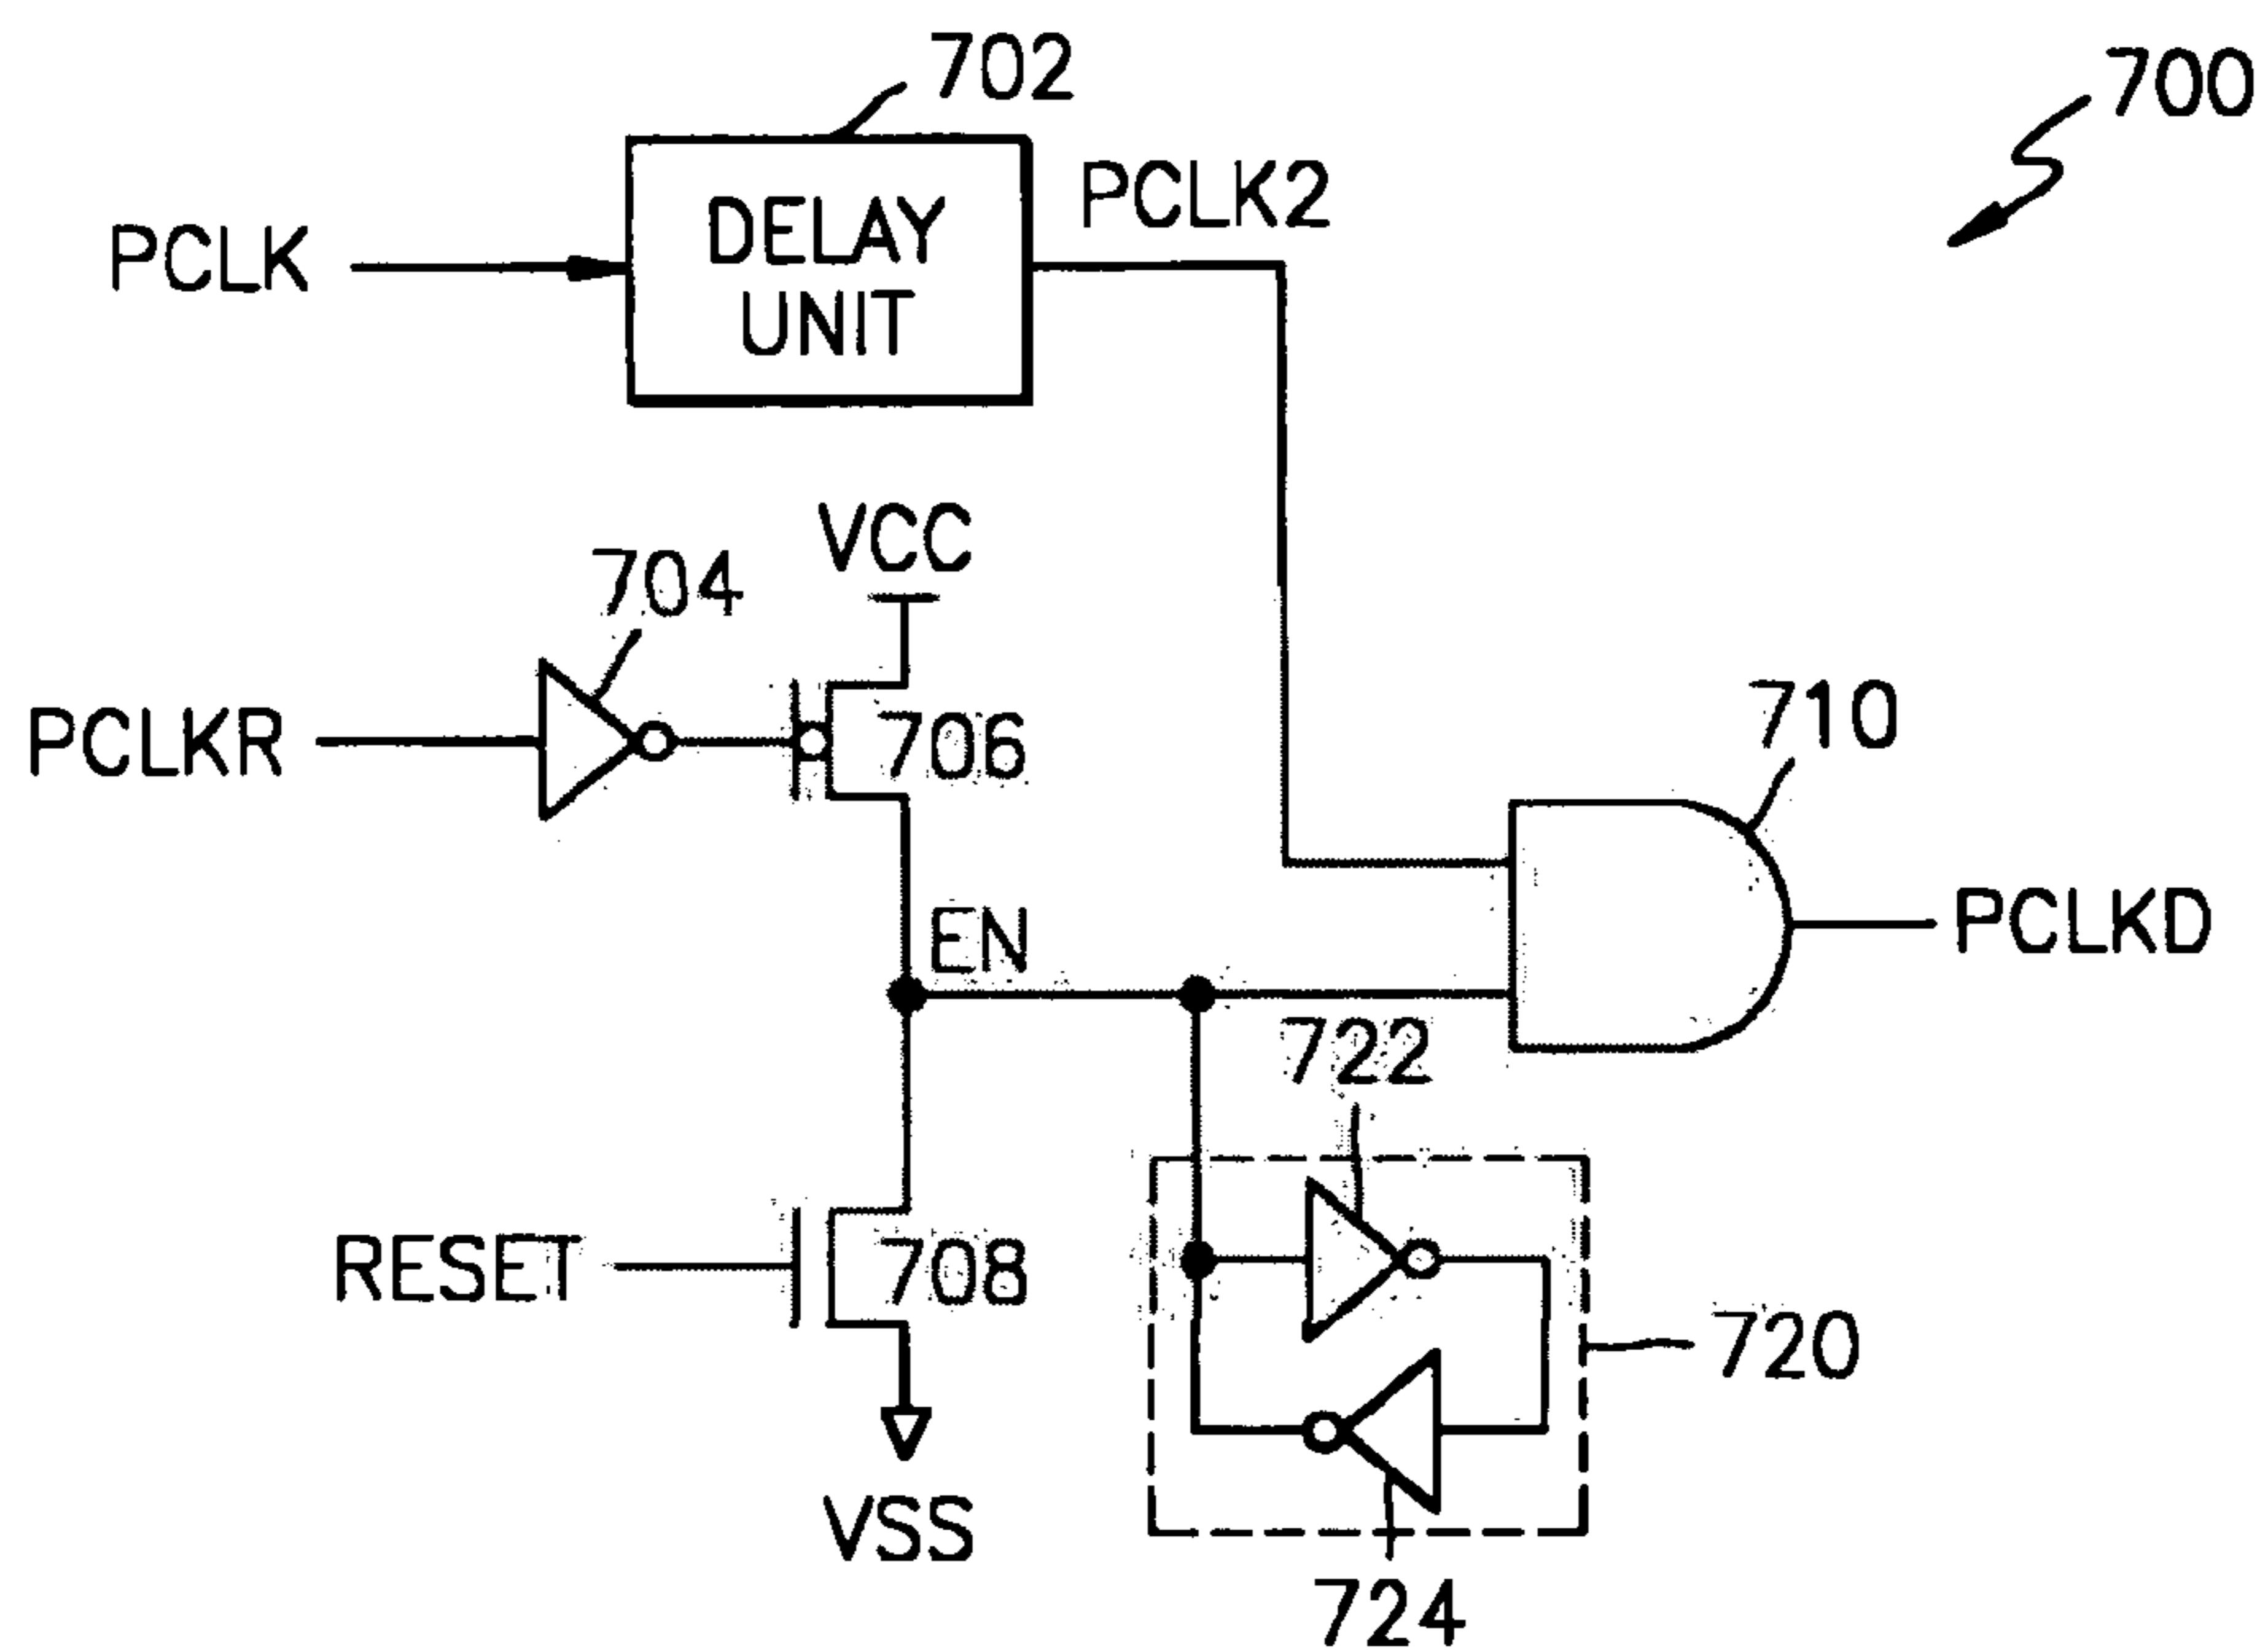 702
700
PCLK
DELAY
UNIT
PCLK2
VCC
704
PCLKR
706
710
EN
PCLKD
722
RESET
708
720
VSS
724